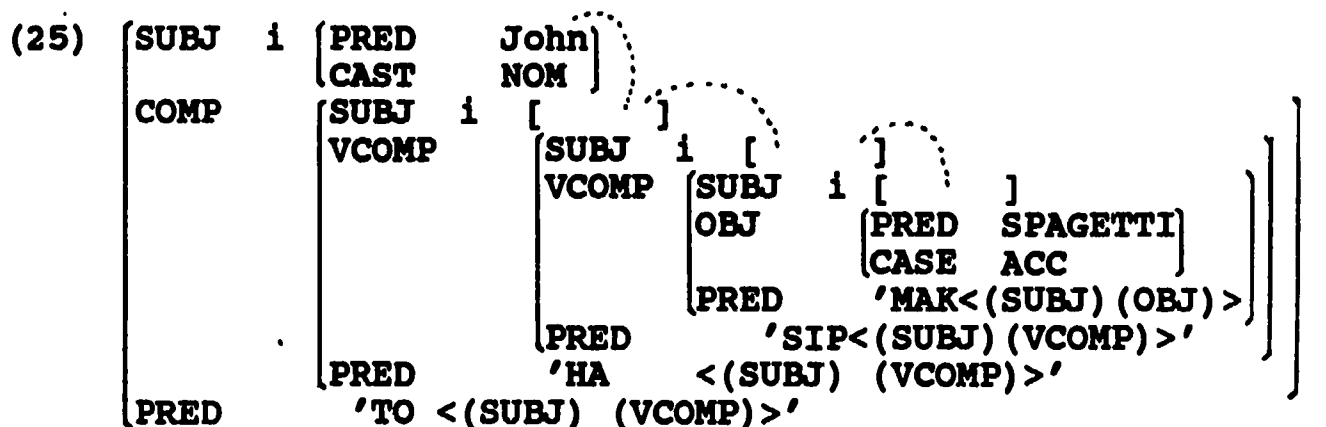 (25) [SUBJ i [PRED John]
[CAST NOM]
COMP [SUBJ i [ ]
VCOMP [SUBJ i [ ]
VCOMP [SUBJ i [ ]
OBJ [PRED SPAGETTI]
[CASE ACC]
[PRED 'MAK<(SUBJ)(OBJ)>]
[PRED 'SIP<(SUBJ)(VCOMP)>']
[PRED 'HA <(SUBJ) (VCOMP)>'
[PRED 'TO <(SUBJ) (VCOMP)>'